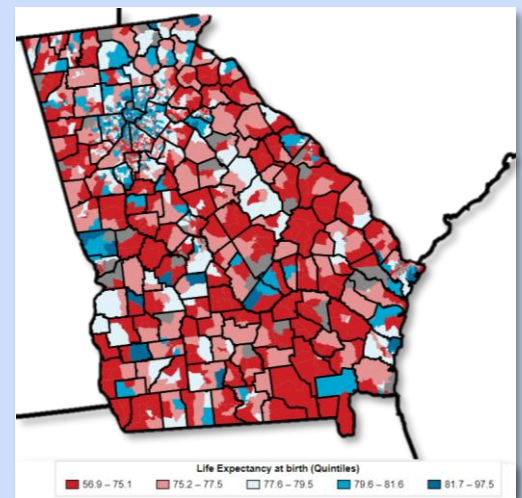 Life Expectancy at birth (Quintiles)
56.9 – 75.1 75.2 – 77.5 77.6 – 79.5 79.6 – 81.6 81.7 – 97.5